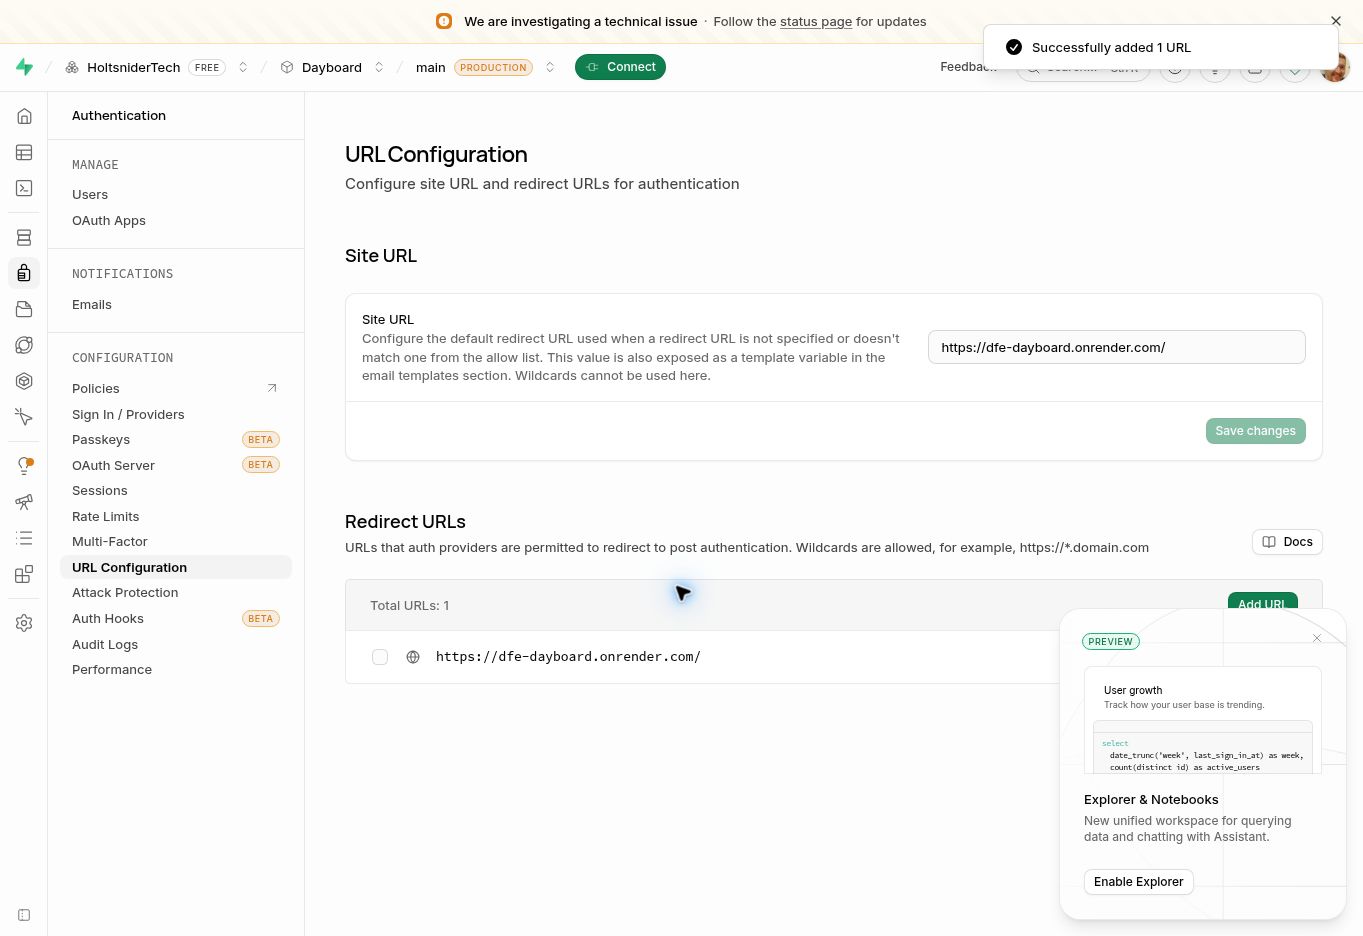 We are investigating a technical issue · Follow the status page for updates
Successfully added 1 URL
HoltsniderTech FREE
Dayboard
main PRODUCTION
Connect
Feedback
Authentication
MANAGE
Users
OAuth Apps
NOTIFICATIONS
Emails
CONFIGURATION
Policies
Sign In / Providers
Passkeys BETA
OAuth Server BETA
Sessions
Rate Limits
Multi-Factor
URL Configuration
Attack Protection
Auth Hooks BETA
Audit Logs
Performance
URL Configuration
Configure site URL and redirect URLs for authentication
Site URL
Site URL
Configure the default redirect URL used when a redirect URL is not specified or doesn't
match one from the allow list. This value is also exposed as a template variable in the
email templates section. Wildcards cannot be used here.
https://dfe-dayboard.onrender.com/
Save changes
Redirect URLs
URLs that auth providers are permitted to redirect to post authentication. Wildcards are allowed, for example, https://*.domain.com
Docs
Total URLs: 1
Add URL
https://dfe-dayboard.onrender.com/
PREVIEW
User growth
Track how your user base is trending.
select
date_trunc('week', last_sign_in_at) as week,
count(distinct id) as active_users
Explorer & Notebooks
New unified workspace for querying
data and chatting with Assistant.
Enable Explorer